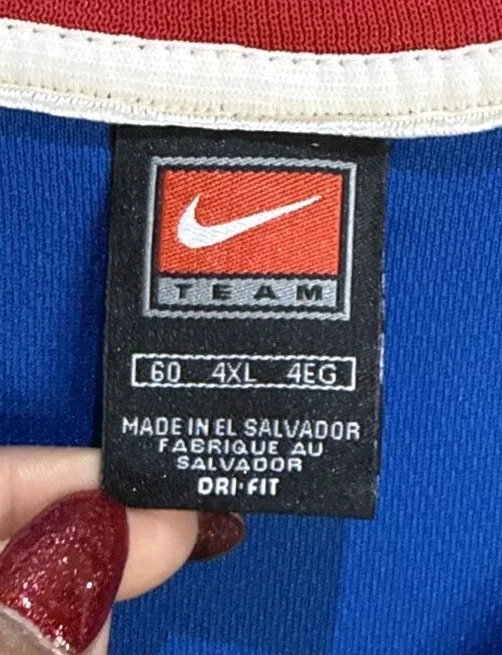 TEAM
60 4XL 4EG
MADE IN EL SALVADOR
FABRIQUE AU
SALVADOR
DRI·FIT